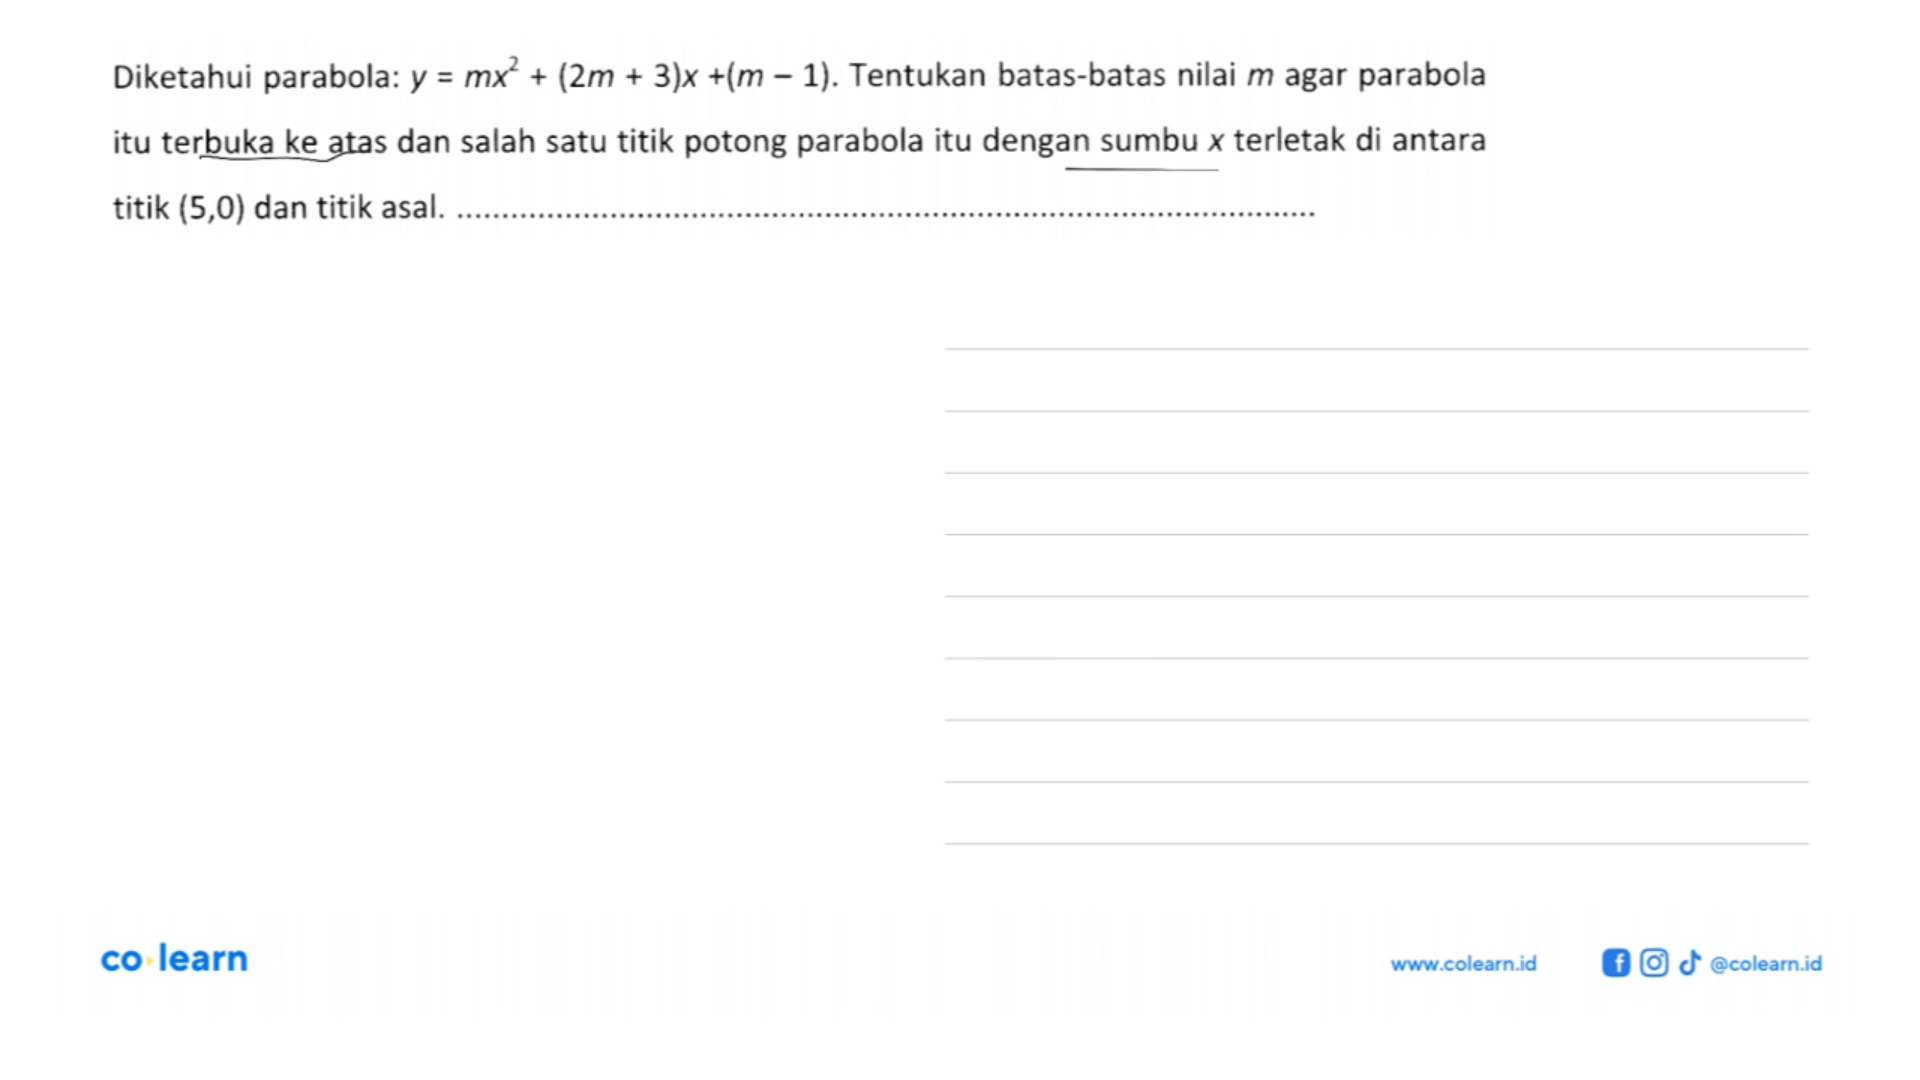 Diketahui parabola: y = mx² + (2m + 3)x +(m – 1). Tentukan batas-batas nilai m agar parabola
itu terbuka ke atas dan salah satu titik potong parabola itu dengan sumbu x terletak di antara
titik (5,0) dan titik asal. ........................................................................................
co learn
www.colearn.id @colearn.id